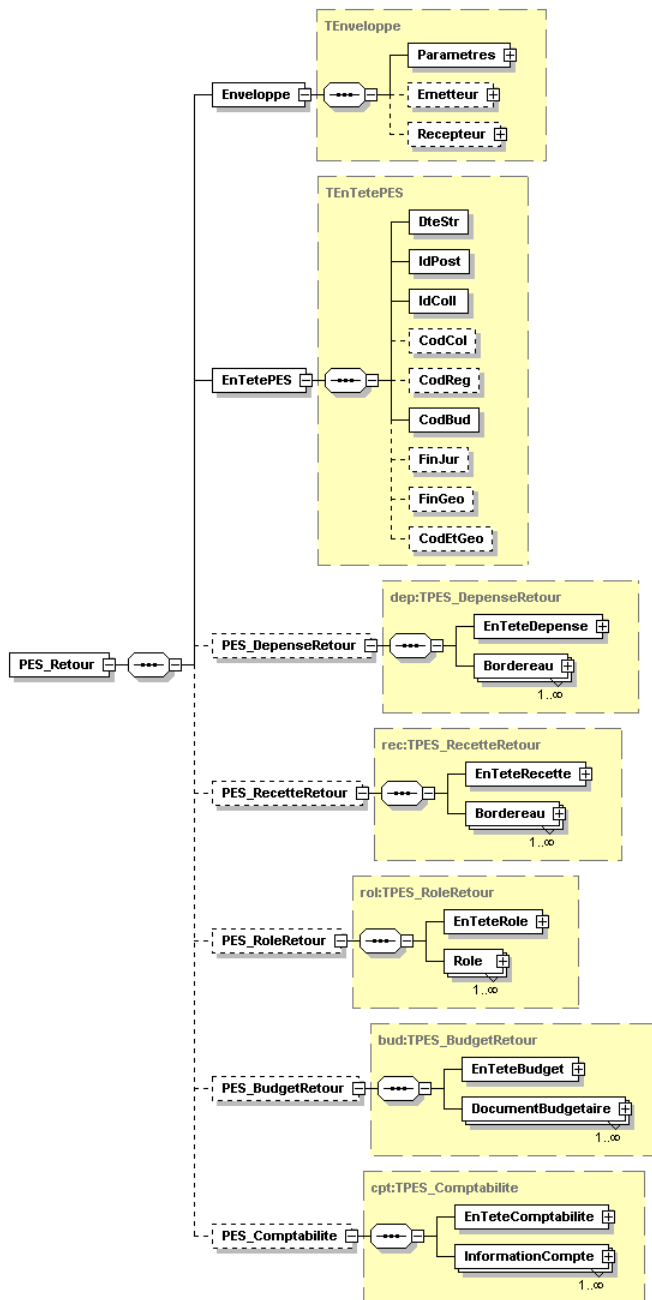 TEnveloppe
Parametres
Enveloppe
Emetteur
Recepteur
TEnTetePES
DteStr
IdPost
IdColl
CodCol
EnTetePES
CodReg
CodBud
FinJur
FinGeo
CodEtGeo
dep:TPES_DepenseRetour
EnTeteDepense
PES_DepenseRetour
Bordereau
1..∞
PES_Retour
rec:TPES_RecetteRetour
EnTeteRecette
PES_RecetteRetour
Bordereau
1..∞
rol:TPES_RoleRetour
EnTeteRole
PES_RoleRetour
Role
1..∞
bud:TPES_BudgetRetour
EnTeteBudget
PES_BudgetRetour
DocumentBudgetaire
1..∞
cpt:TPES_Comptabilite
EnTeteComptabilite
PES_Comptabilite
InformationCompte
1..∞